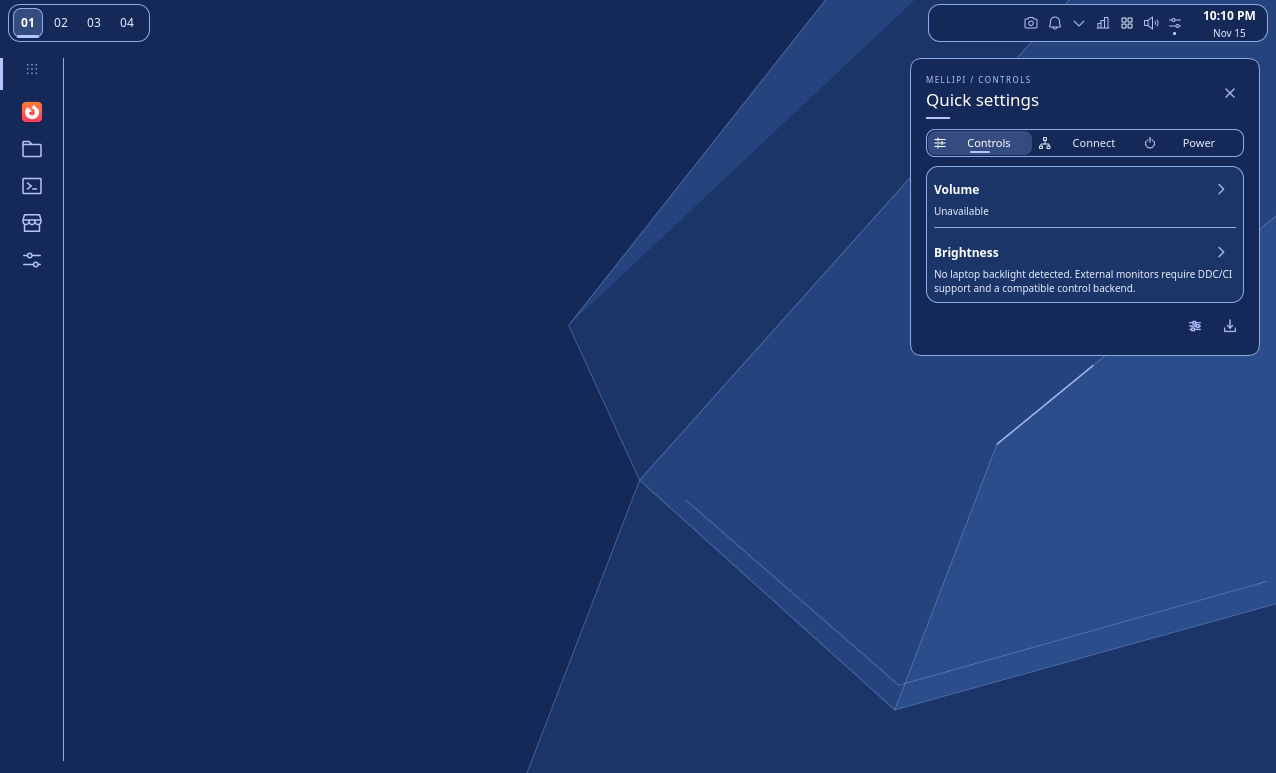 01 02 03 04
10:10 PM
Nov 15
MELLIPI / CONTROLS
Quick settings
Controls Connect Power
Volume
Unavailable
Brightness
No laptop backlight detected. External monitors require DDC/CI
support and a compatible control backend.